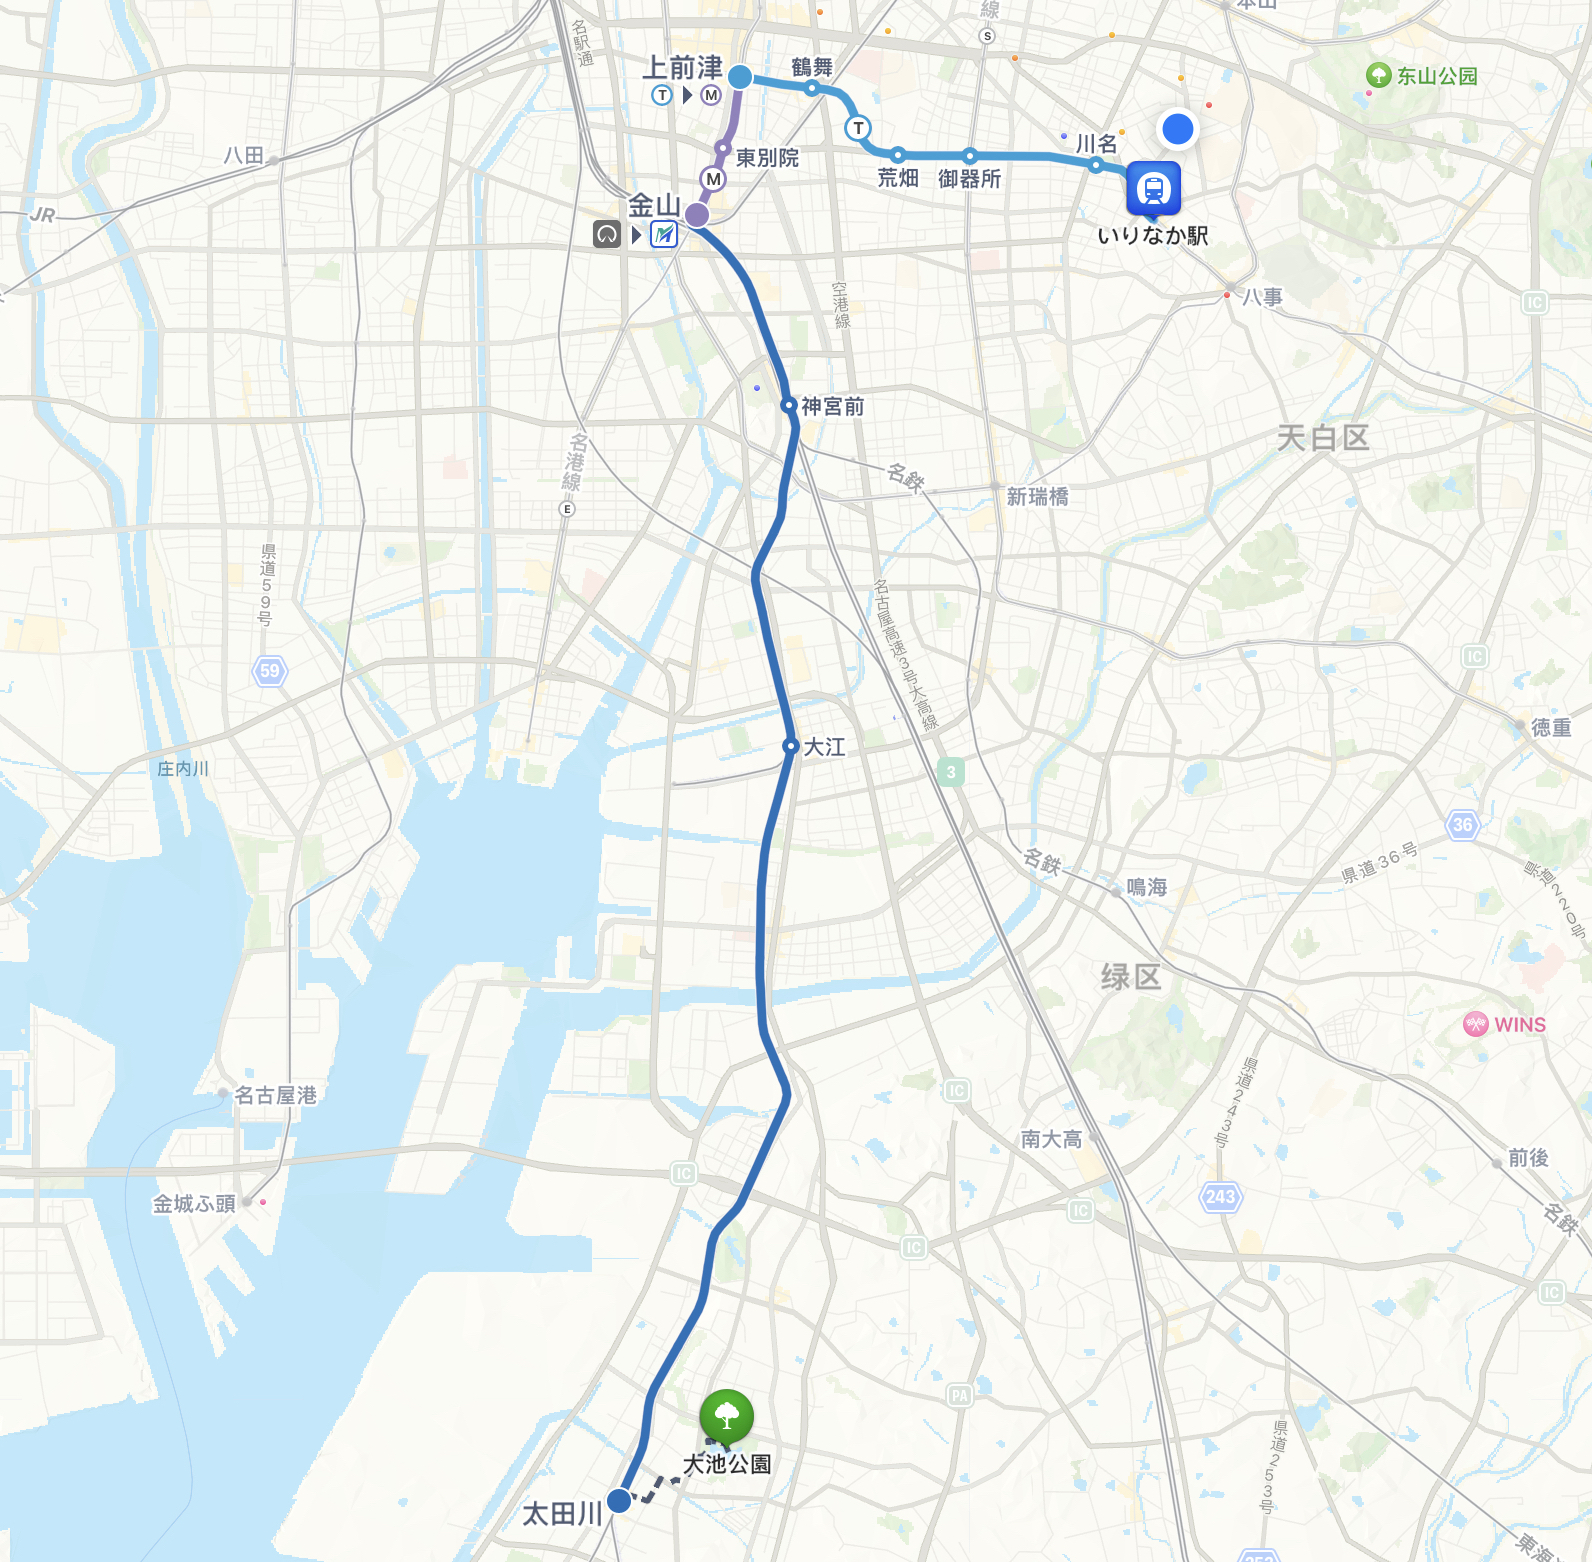 本山
線
S
名駅通
上前津
T M
鶴舞
东山公园
T
川名
八田
東別院
荒畑
御器所
M
金山
JR
いりなか駅
空港線
八事
IC
神宮前
天白区
名港線
名鉄
新瑞橋
E
県道59号
名古屋高速3号大高線
59
IC
徳重
大江
庄内川
3
36
県道36号
名鉄
鳴海
県道220号
绿区
WINS
県道243号
名古屋港
IC
南大高
前後
IC
金城ふ頭
243
IC
名鉄
IC
IC
PA
県道253号
大池公園
太田川
東海
253